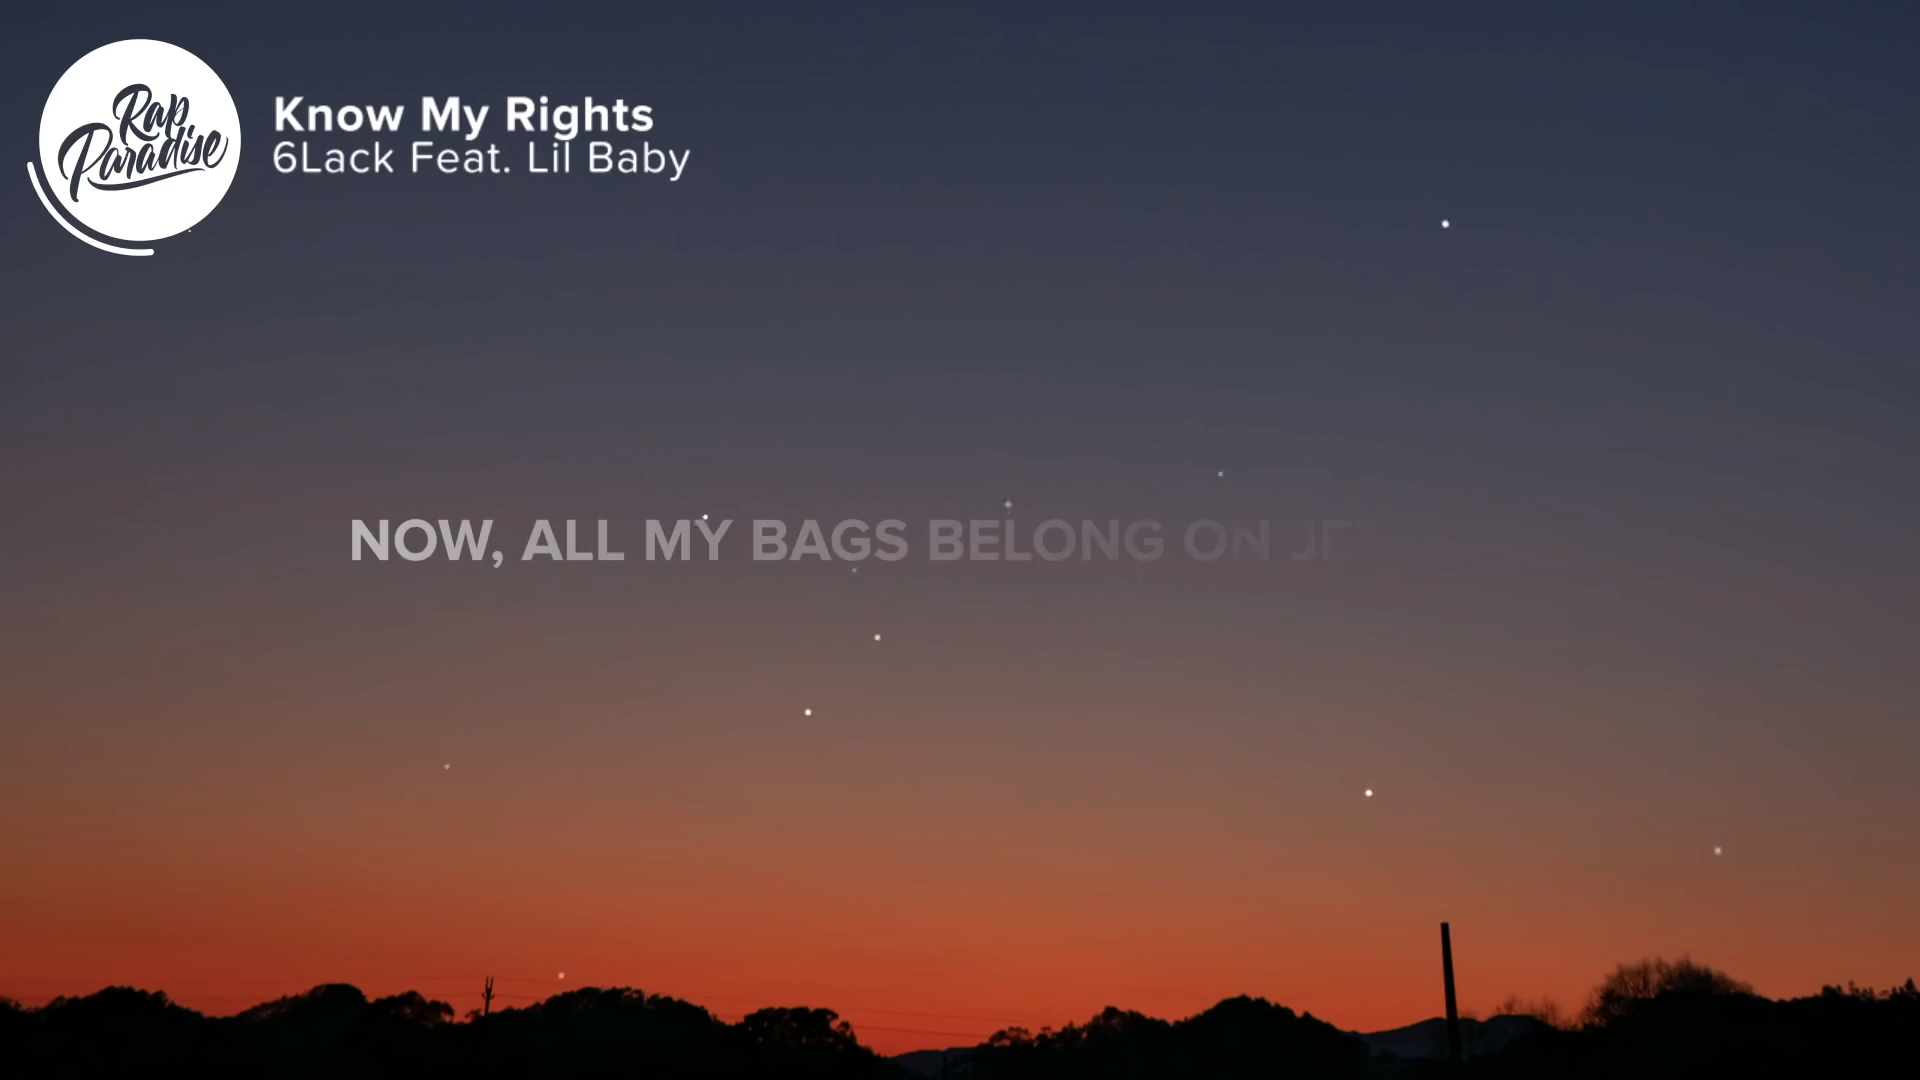 Rap
Paradise
Know My Rights
6Lack Feat. Lil Baby
NOW, ALL MY BAGS BELONG ON